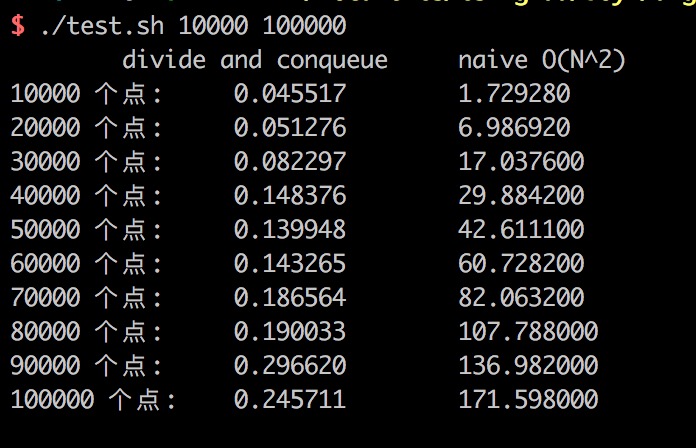 $ ./test.sh 10000 100000
divide and conqueue naive O(N^2)
10000 个点: 0.045517 1.729280
20000 个点: 0.051276 6.986920
30000 个点: 0.082297 17.037600
40000 个点: 0.148376 29.884200
50000 个点: 0.139948 42.611100
60000 个点: 0.143265 60.728200
70000 个点: 0.186564 82.063200
80000 个点: 0.190033 107.788000
90000 个点: 0.296620 136.982000
100000 个点: 0.245711 171.598000